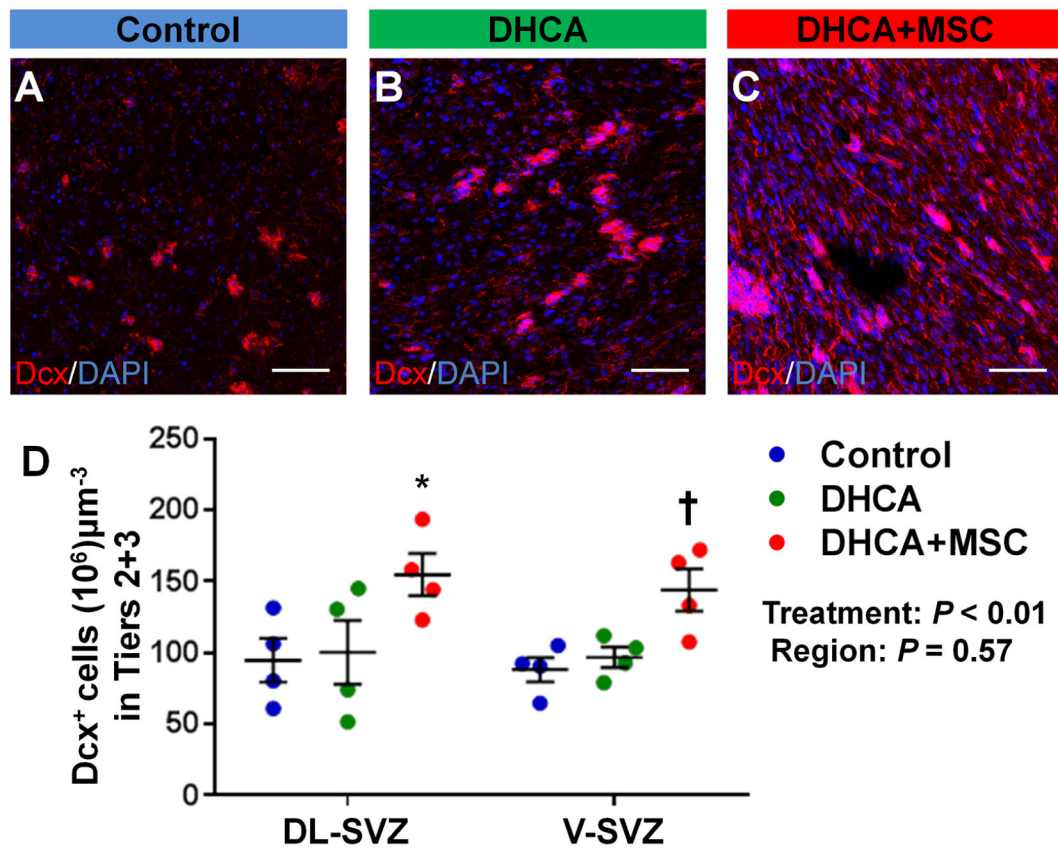 Control
DHCA
DHCA+MSC
A
B
C
Dcx/DAPI
Dcx/DAPI
Dcx/DAPI
D
Dcx⁺ cells (10⁶)μm⁻³
in Tiers 2+3
250
200
150
100
50
0
*
†
DL-SVZ
V-SVZ
Control
DHCA
DHCA+MSC
Treatment: P < 0.01
Region: P = 0.57